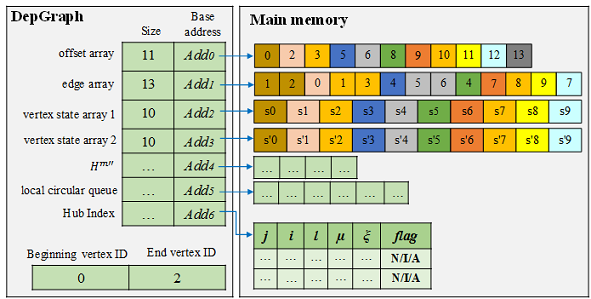 DepGraph
Size Base address
Main memory
offset array 11 Add0 0 2 3 5 6 8 9 10 11 12 13
edge array 13 Add1 1 2 0 1 3 4 5 6 4 7 8 9 7
vertex state array 1 10 Add2 s0 s1 s2 s3 s4 s5 s6 s7 s8 s9
vertex state array 2 10 Add3 s'0 s'1 s'2 s'3 s'4 s'5 s'6 s'7 s'8 s'9
H^m'' … Add4 … … … …
local circular queue … Add5 … … … … … …
Hub Index … Add6
j i l μ ξ flag
… … … … … N/I/A
… … … … … N/I/A
Beginning vertex ID End vertex ID
0 2